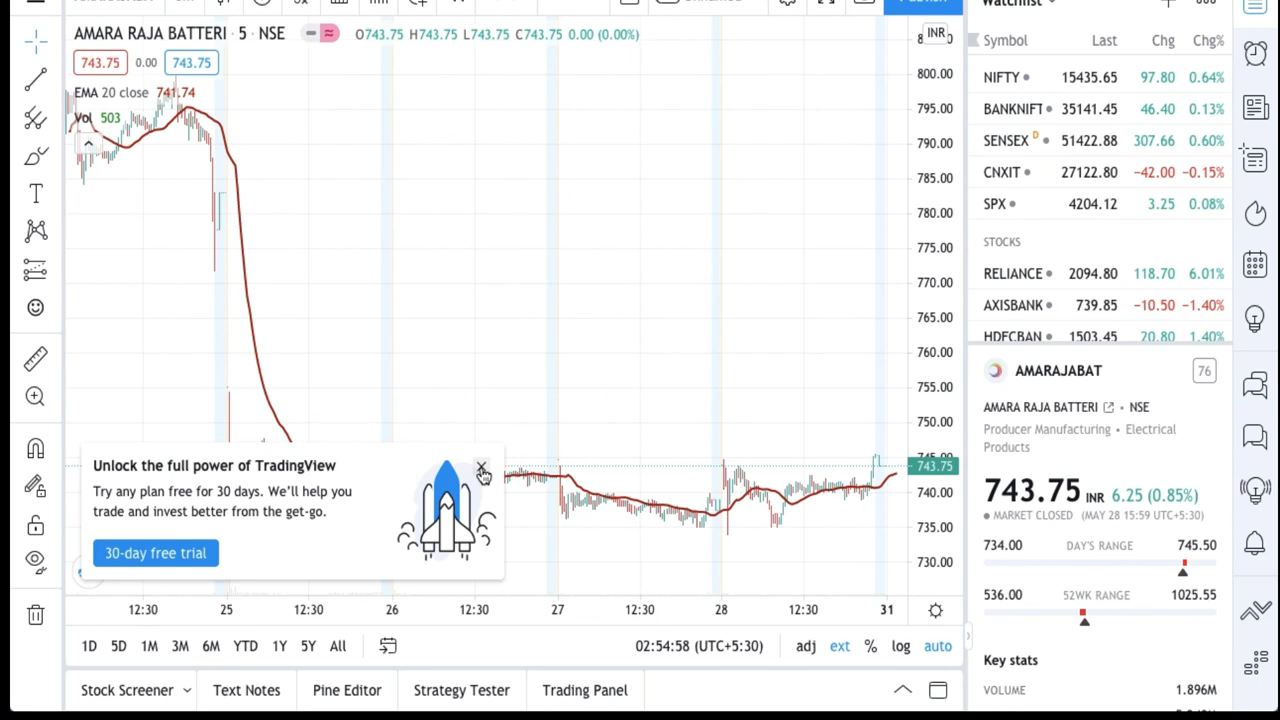 Watchlist
AMARA RAJA BATTERI · 5 · NSE
O743.75 H743.75 L743.75 C743.75 0.00 (0.00%)
INR
743.75 0.00 743.75
EMA 20 close 741.74
Vol 503
800.00
795.00
790.00
785.00
780.00
775.00
770.00
765.00
760.00
755.00
750.00
745.00
743.75
740.00
735.00
730.00
Unlock the full power of TradingView
Try any plan free for 30 days. We'll help you
trade and invest better from the get-go.
30-day free trial
12:30 25 12:30 26 12:30 27 12:30 28 12:30 31
1D 5D 1M 3M 6M YTD 1Y 5Y All 02:54:58 (UTC+5:30) adj ext % log auto
Stock Screener Text Notes Pine Editor Strategy Tester Trading Panel
Symbol Last Chg Chg%
NIFTY 15435.65 97.80 0.64%
BANKNIFT 35141.45 46.40 0.13%
SENSEX D 51422.88 307.66 0.60%
CNXIT 27122.80 −42.00 −0.15%
SPX 4204.12 3.25 0.08%
STOCKS
RELIANCE 2094.80 118.70 6.01%
AXISBANK 739.85 −10.50 −1.40%
HDFCBAN 1503.45 20.80 1.40%
AMARAJABAT 76
AMARA RAJA BATTERI • NSE
Producer Manufacturing • Electrical
Products
743.75 INR 6.25 (0.85%)
MARKET CLOSED (MAY 28 15:59 UTC+5:30)
734.00 DAY'S RANGE 745.50
536.00 52WK RANGE 1025.55
Key stats
VOLUME 1.896M